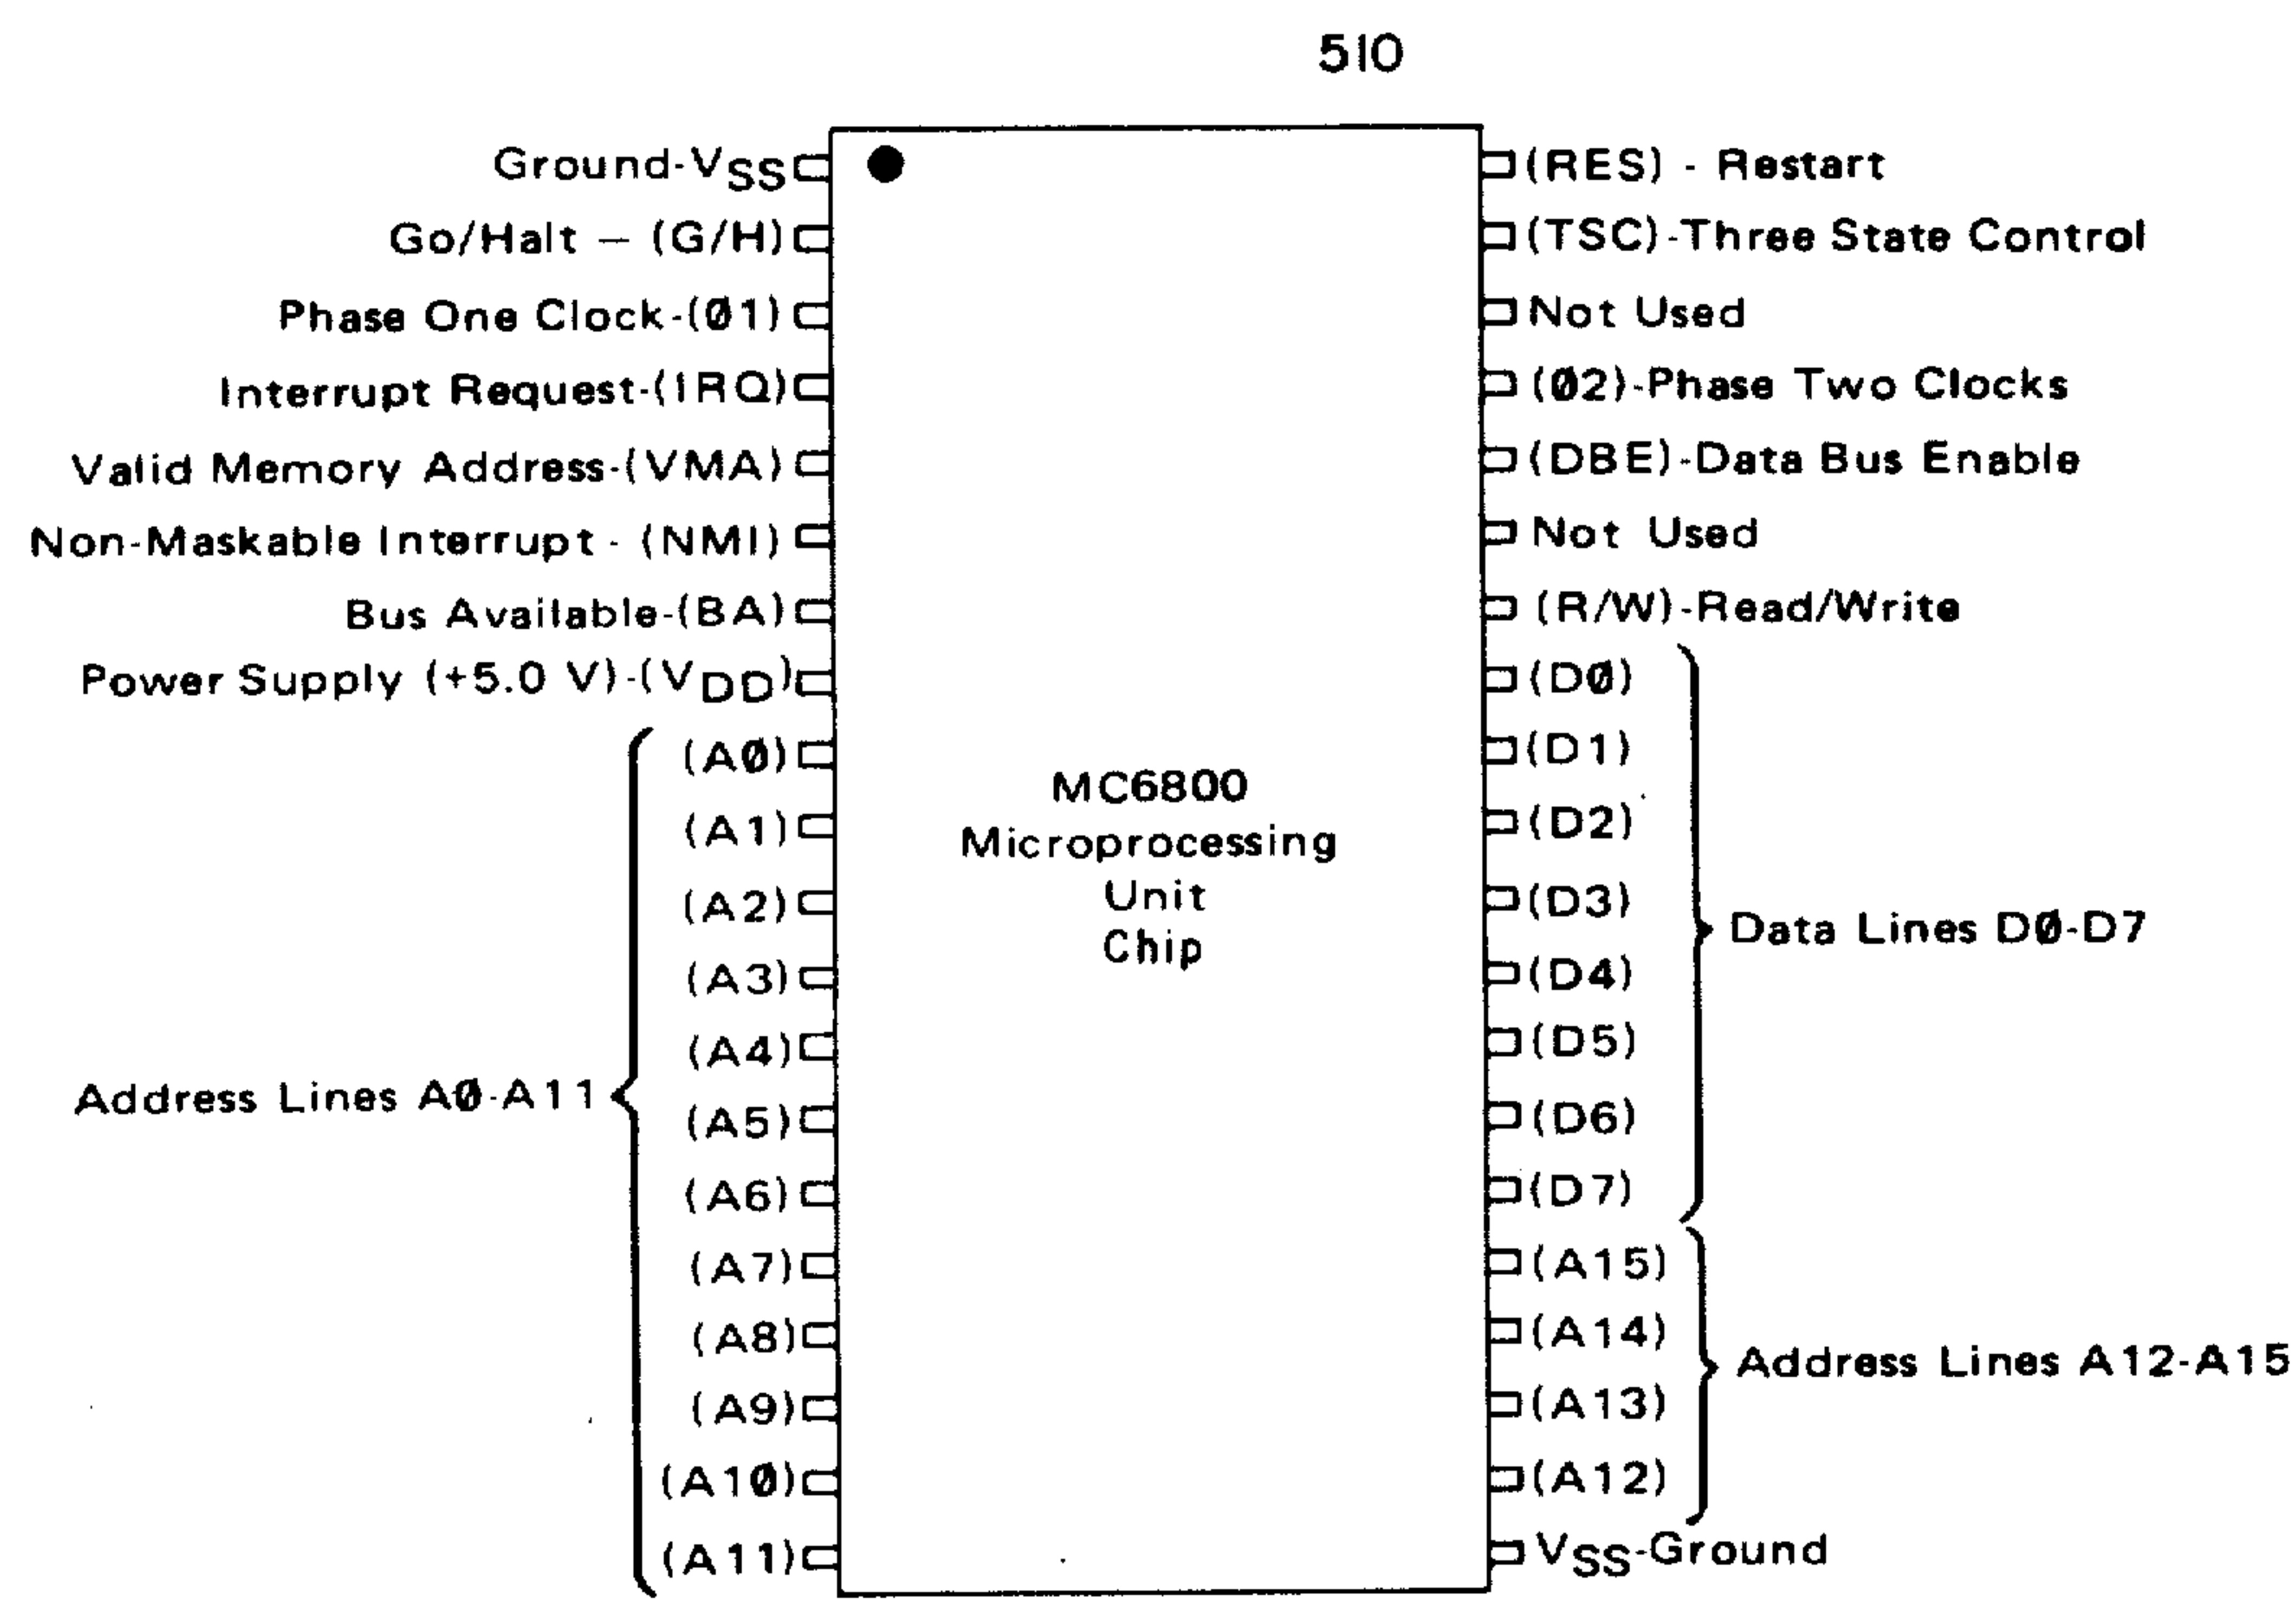 510
Ground-VSS
Go/Halt — (G/H)
Phase One Clock-(Ø1)
Interrupt Request-(IRQ)
Valid Memory Address-(VMA)
Non-Maskable Interrupt - (NMI)
Bus Available-(BA)
Power Supply (+5.0 V)-(VDD)
(AØ)
(A1)
(A2)
(A3)
(A4)
(A5)
(A6)
(A7)
(A8)
(A9)
(A1Ø)
(A11)
Address Lines AØ-A11
MC6800
Microprocessing
Unit
Chip
(RES) - Restart
(TSC)-Three State Control
Not Used
(Ø2)-Phase Two Clocks
(DBE)-Data Bus Enable
Not Used
(R/W)-Read/Write
(DØ)
(D1)
(D2)
(D3)
(D4)
(D5)
(D6)
(D7)
Data Lines DØ-D7
(A15)
(A14)
(A13)
(A12)
Address Lines A12-A15
VSS-Ground